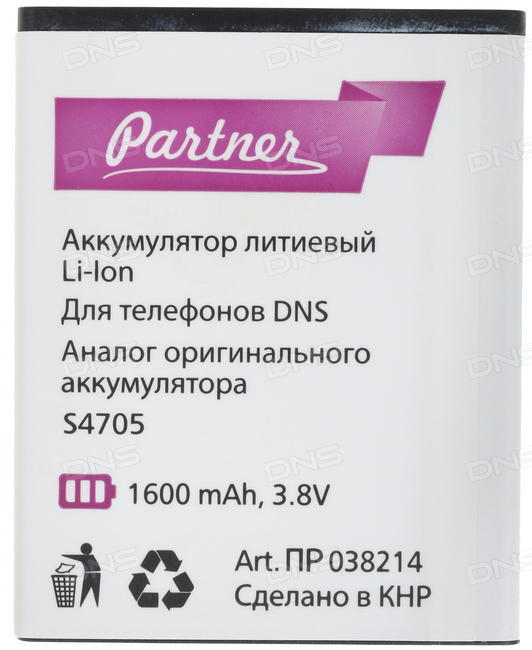 Partner
Аккумулятор литиевый
Li-Ion
Для телефонов DNS
Аналог оригинального
аккумулятора
S4705
1600 mAh, 3.8V
Art. ПР 038214
Сделано в КНР